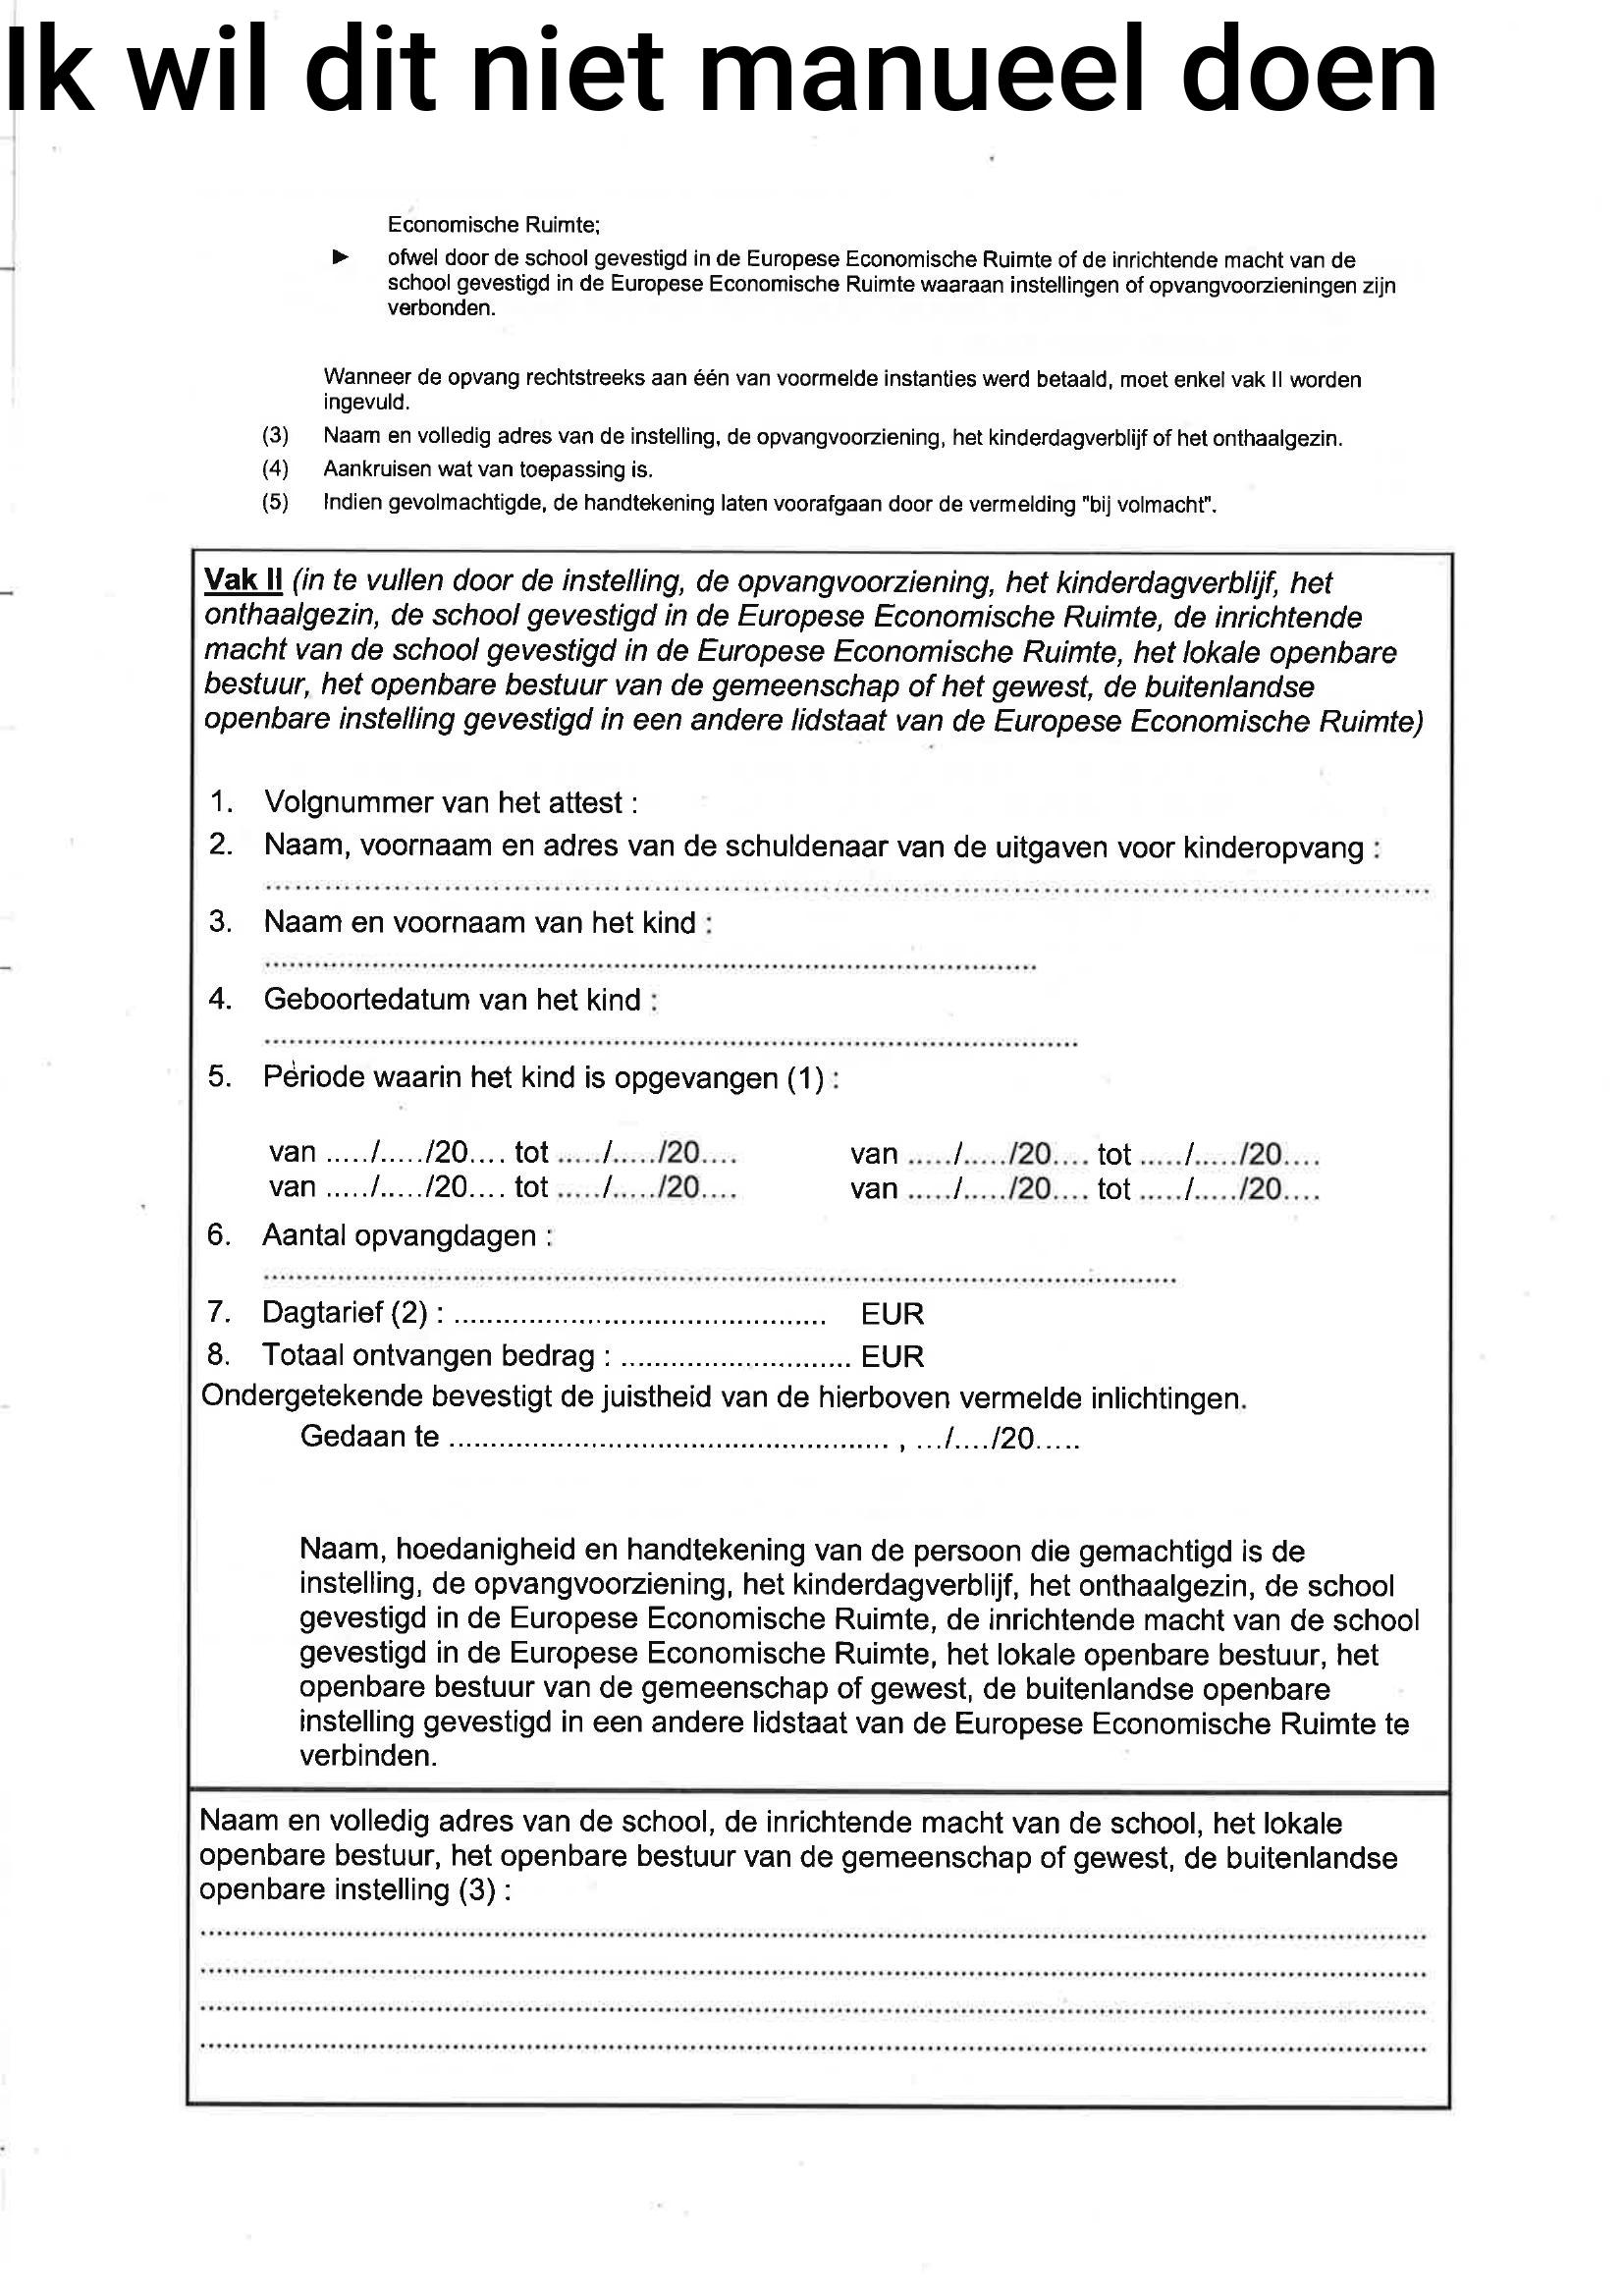 Ik wil dit niet manueel doen
Economische Ruimte;
► ofwel door de school gevestigd in de Europese Economische Ruimte of de inrichtende macht van de
school gevestigd in de Europese Economische Ruimte waaraan instellingen of opvangvoorzieningen zijn
verbonden.
Wanneer de opvang rechtstreeks aan één van voormelde instanties werd betaald, moet enkel vak II worden
ingevuld.
(3) Naam en volledig adres van de instelling, de opvangvoorziening, het kinderdagverblijf of het onthaalgezin.
(4) Aankruisen wat van toepassing is.
(5) Indien gevolmachtigde, de handtekening laten voorafgaan door de vermelding "bij volmacht".
Vak II (in te vullen door de instelling, de opvangvoorziening, het kinderdagverblijf, het
onthaalgezin, de school gevestigd in de Europese Economische Ruimte, de inrichtende
macht van de school gevestigd in de Europese Economische Ruimte, het lokale openbare
bestuur, het openbare bestuur van de gemeenschap of het gewest, de buitenlandse
openbare instelling gevestigd in een andere lidstaat van de Europese Economische Ruimte)
1. Volgnummer van het attest :
2. Naam, voornaam en adres van de schuldenaar van de uitgaven voor kinderopvang :
3. Naam en voornaam van het kind :
4. Geboortedatum van het kind :
5. Periode waarin het kind is opgevangen (1) :
van ...../...../20.... tot ...../...../20.... van ...../...../20.... tot ...../...../20....
van ...../...../20.... tot ...../...../20.... van ...../...../20.... tot ...../...../20....
6. Aantal opvangdagen :
7. Dagtarief (2) : ............................................. EUR
8. Totaal ontvangen bedrag : ............................ EUR
Ondergetekende bevestigt de juistheid van de hierboven vermelde inlichtingen.
Gedaan te ..................................................... , .../..../20.....
Naam, hoedanigheid en handtekening van de persoon die gemachtigd is de
instelling, de opvangvoorziening, het kinderdagverblijf, het onthaalgezin, de school
gevestigd in de Europese Economische Ruimte, de inrichtende macht van de school
gevestigd in de Europese Economische Ruimte, het lokale openbare bestuur, het
openbare bestuur van de gemeenschap of gewest, de buitenlandse openbare
instelling gevestigd in een andere lidstaat van de Europese Economische Ruimte te
verbinden.
Naam en volledig adres van de school, de inrichtende macht van de school, het lokale
openbare bestuur, het openbare bestuur van de gemeenschap of gewest, de buitenlandse
openbare instelling (3) :